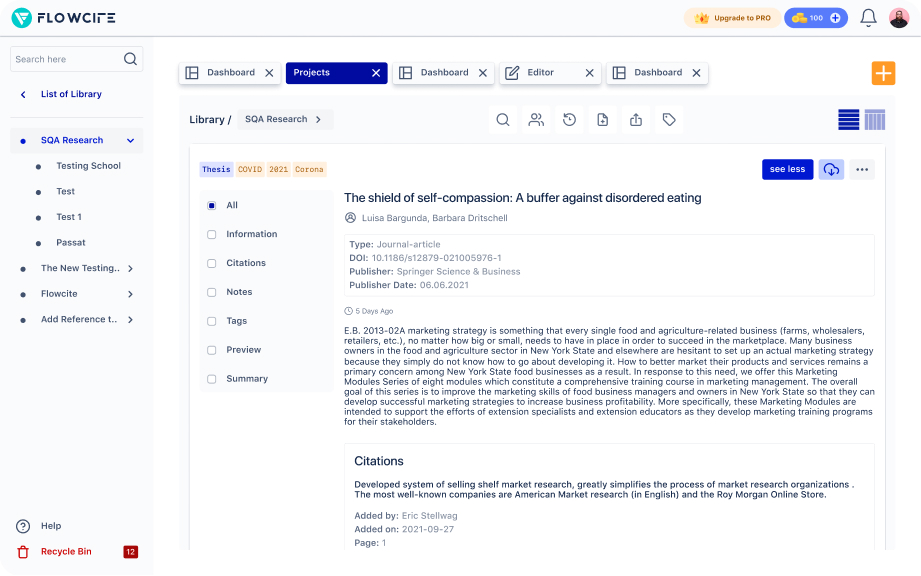 FLOWCITE
Upgrade to PRO
100
Search here
List of Library
SQA Research
Testing School
Test
Test 1
Passat
The New Testing..
Flowcite
Add Reference t..
Help
Recycle Bin
12
Dashboard
Projects
Dashboard
Editor
Dashboard
Library /
SQA Research
Thesis COVID 2021 Corona
see less
All
Information
Citations
Notes
Tags
Preview
Summary
The shield of self-compassion: A buffer against disordered eating
Luisa Bargunda, Barbara Dritschell
Type: Journal-article
DOI: 10.1186/s12879-021005976-1
Publisher: Springer Science & Business
Publisher Date: 06.06.2021
5 Days Ago
E.B. 2013-02A marketing strategy is something that every single food and agriculture-related business (farms, wholesalers,
retailers, etc.), no matter how big or small, needs to have in place in order to succeed in the marketplace. Many business
owners in the food and agriculture sector in New York State and elsewhere are hesitant to set up an actual marketing strategy
because they simply do not know how to go about developing it. How to better market their products and services remains a
primary concern among New York State food businesses as a result. In response to this need, we offer this Marketing
Modules Series of eight modules which constitute a comprehensive training course in marketing management. The overall
goal of this series is to improve the marketing skills of food business managers and owners in New York State so that they can
develop successful marketing strategies to increase business profitability. More specifically, these Marketing Modules are
intended to support the efforts of extension specialists and extension educators as they develop marketing training programs
for their stakeholders.
Citations
Developed system of selling shelf market research, greatly simplifies the process of market research organizations .
The most well-known companies are American Market research (in English) and the Roy Morgan Online Store.
Added by: Eric Stellwag
Added on: 2021-09-27
Page: 1